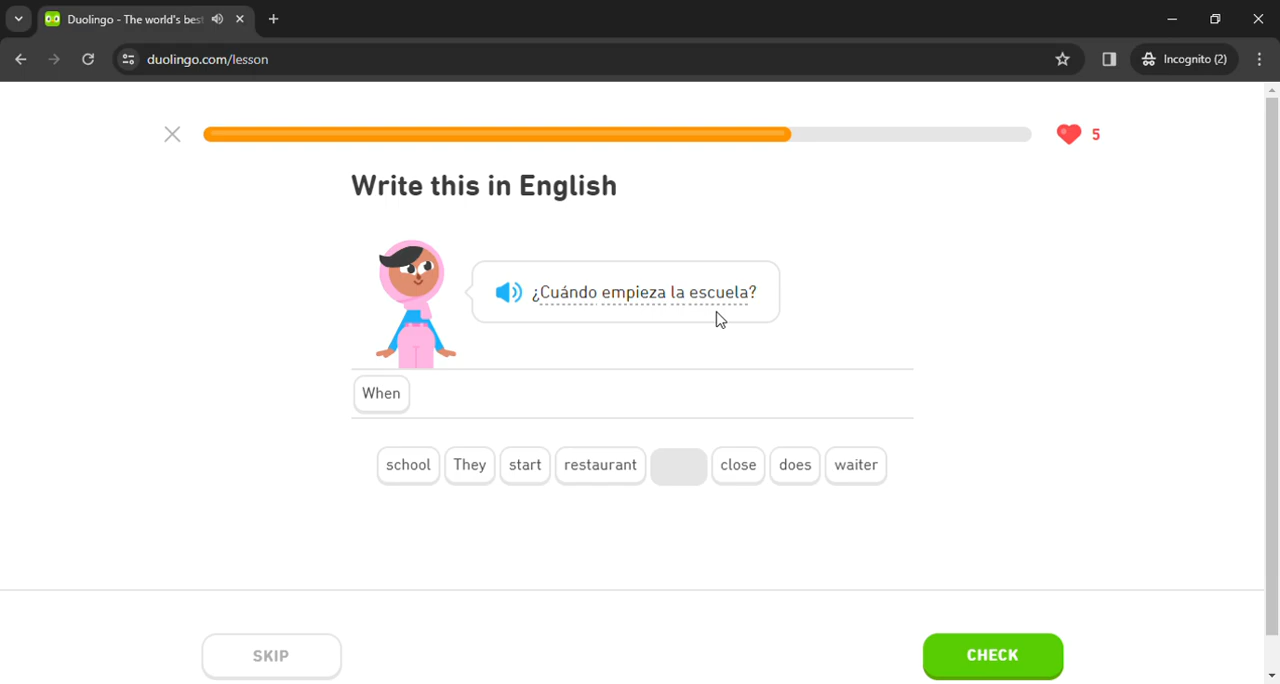 Duolingo - The world's best
duolingo.com/lesson
Incognito (2)
5
Write this in English
¿Cuándo empieza la escuela?
When
school They start restaurant close does waiter
SKIP CHECK